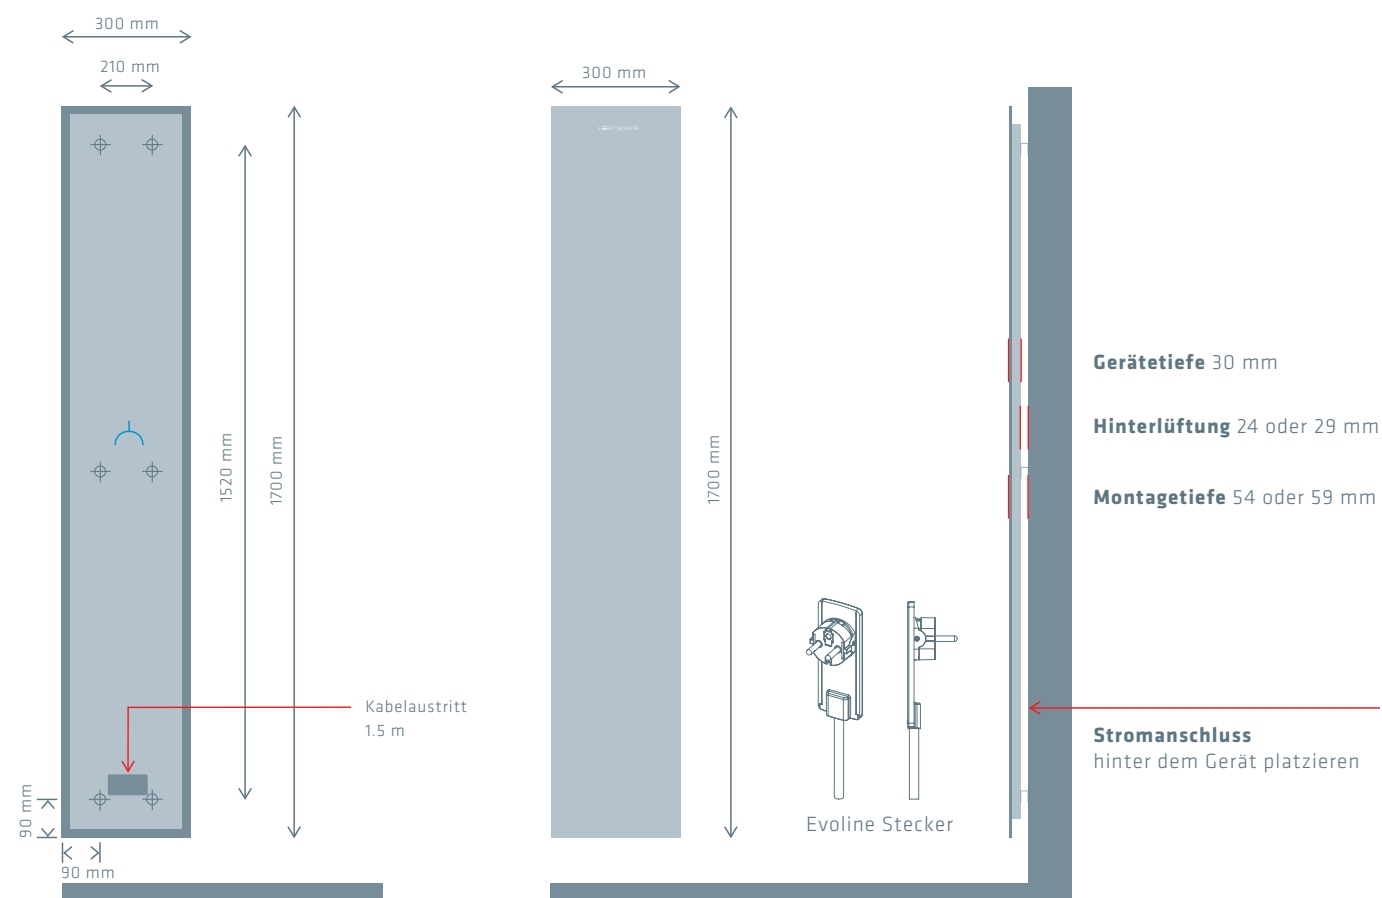 300 mm
210 mm
1520 mm
1700 mm
Kabelaustritt
1.5 m
90 mm
90 mm
300 mm
HEATSCOPE
1700 mm
Evoline Stecker
Gerätetiefe 30 mm
Hinterlüftung 24 oder 29 mm
Montagetiefe 54 oder 59 mm
Stromanschluss
hinter dem Gerät platzieren